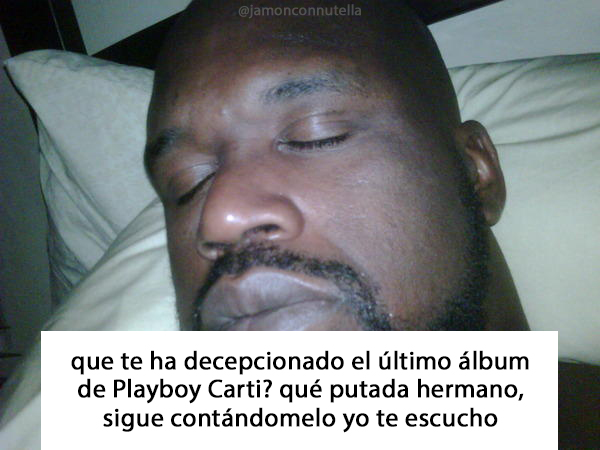 @jamonconnutella
que te ha decepcionado el último álbum
de Playboy Carti? qué putada hermano,
sigue contándomelo yo te escucho